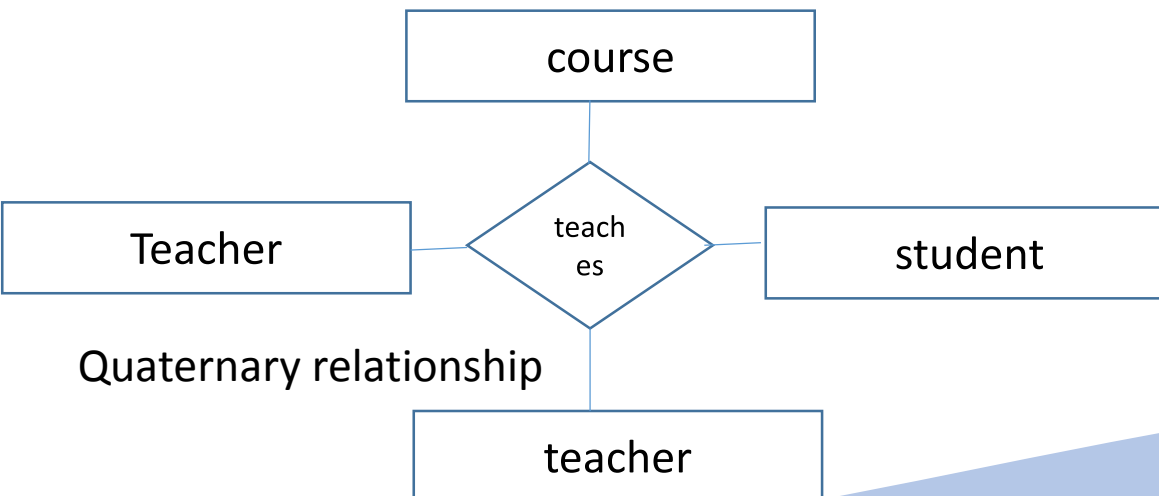 course
teach
es
Teacher
student
Quaternary relationship
teacher